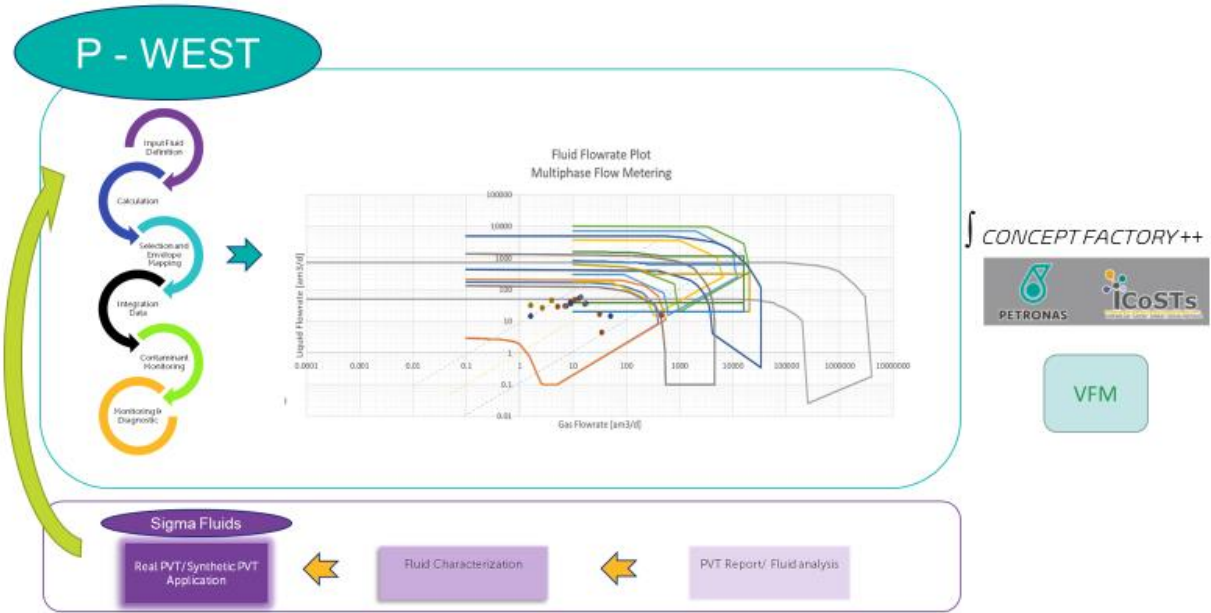 P - WEST
Input Fluid
Definition
Calculation
Selection and
Envelope
Mapping
Integration
Data
Contaminant
Monitoring
Monitoring &
Diagnostic
Fluid Flowrate Plot
Multiphase Flow Metering
Liquid Flowrate [am3/d]
100000
10000
1000
100
10
1
0.1
0.01
0.0001
0.001
0.01
0.1
1
10
100
1000
10000
100000
1000000
10000000
Gas Flowrate [am3/d]
∫ CONCEPT FACTORY++
PETRONAS
iCoSTs
VFM
Sigma Fluids
Real PVT/Synthetic PVT
Application
Fluid Characterization
PVT Report/ Fluid analysis